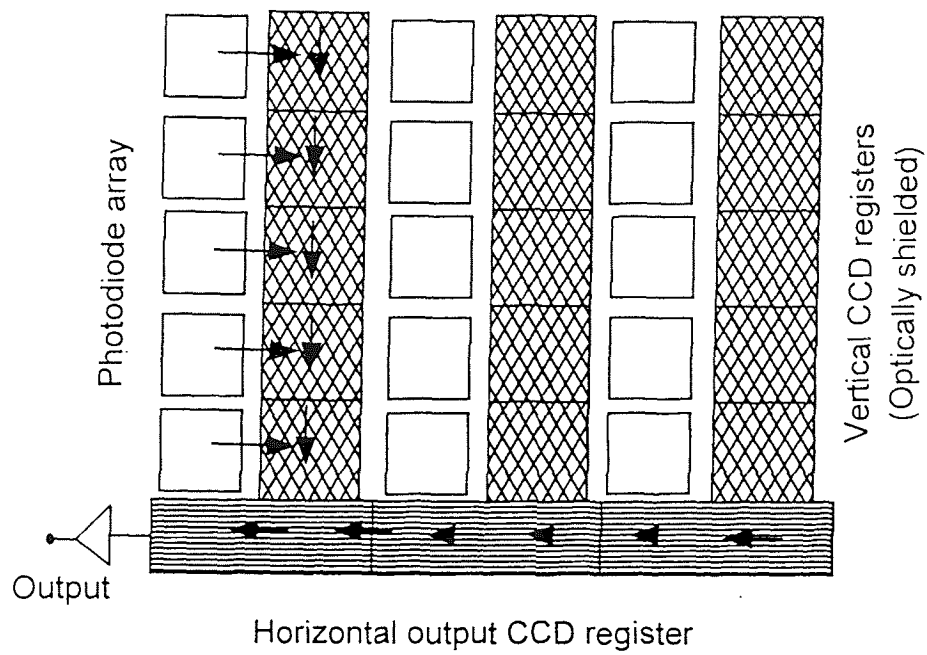 Photodiode array
Vertical CCD registers
(Optically shielded)
Output
Horizontal output CCD register